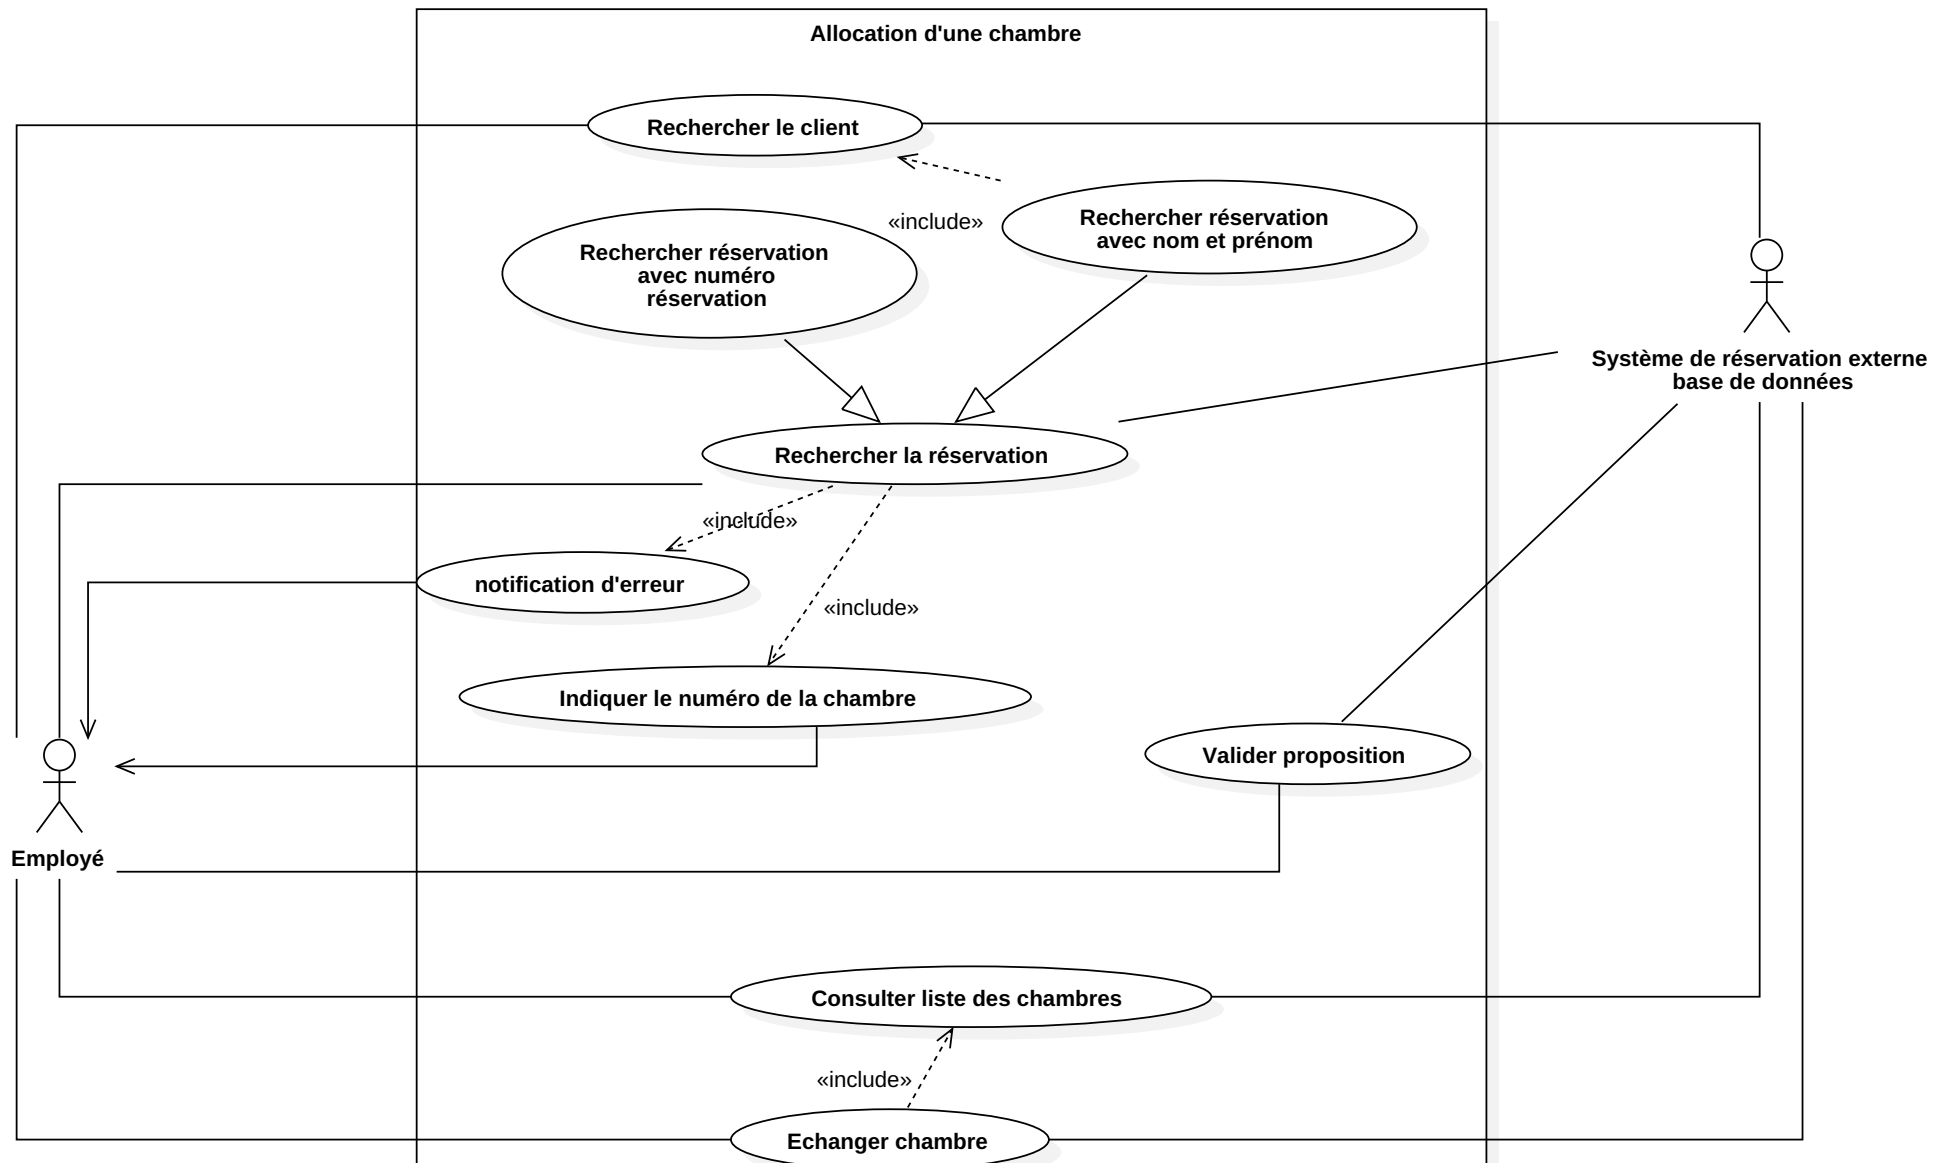 Allocation d'une chambre
Rechercher le client
«include»
Rechercher réservation
avec nom et prénom
Rechercher réservation
avec numéro
réservation
Système de réservation externe
base de données
Rechercher la réservation
«include»
notification d'erreur
«include»
Indiquer le numéro de la chambre
Valider proposition
Employé
Consulter liste des chambres
«include»
Echanger chambre